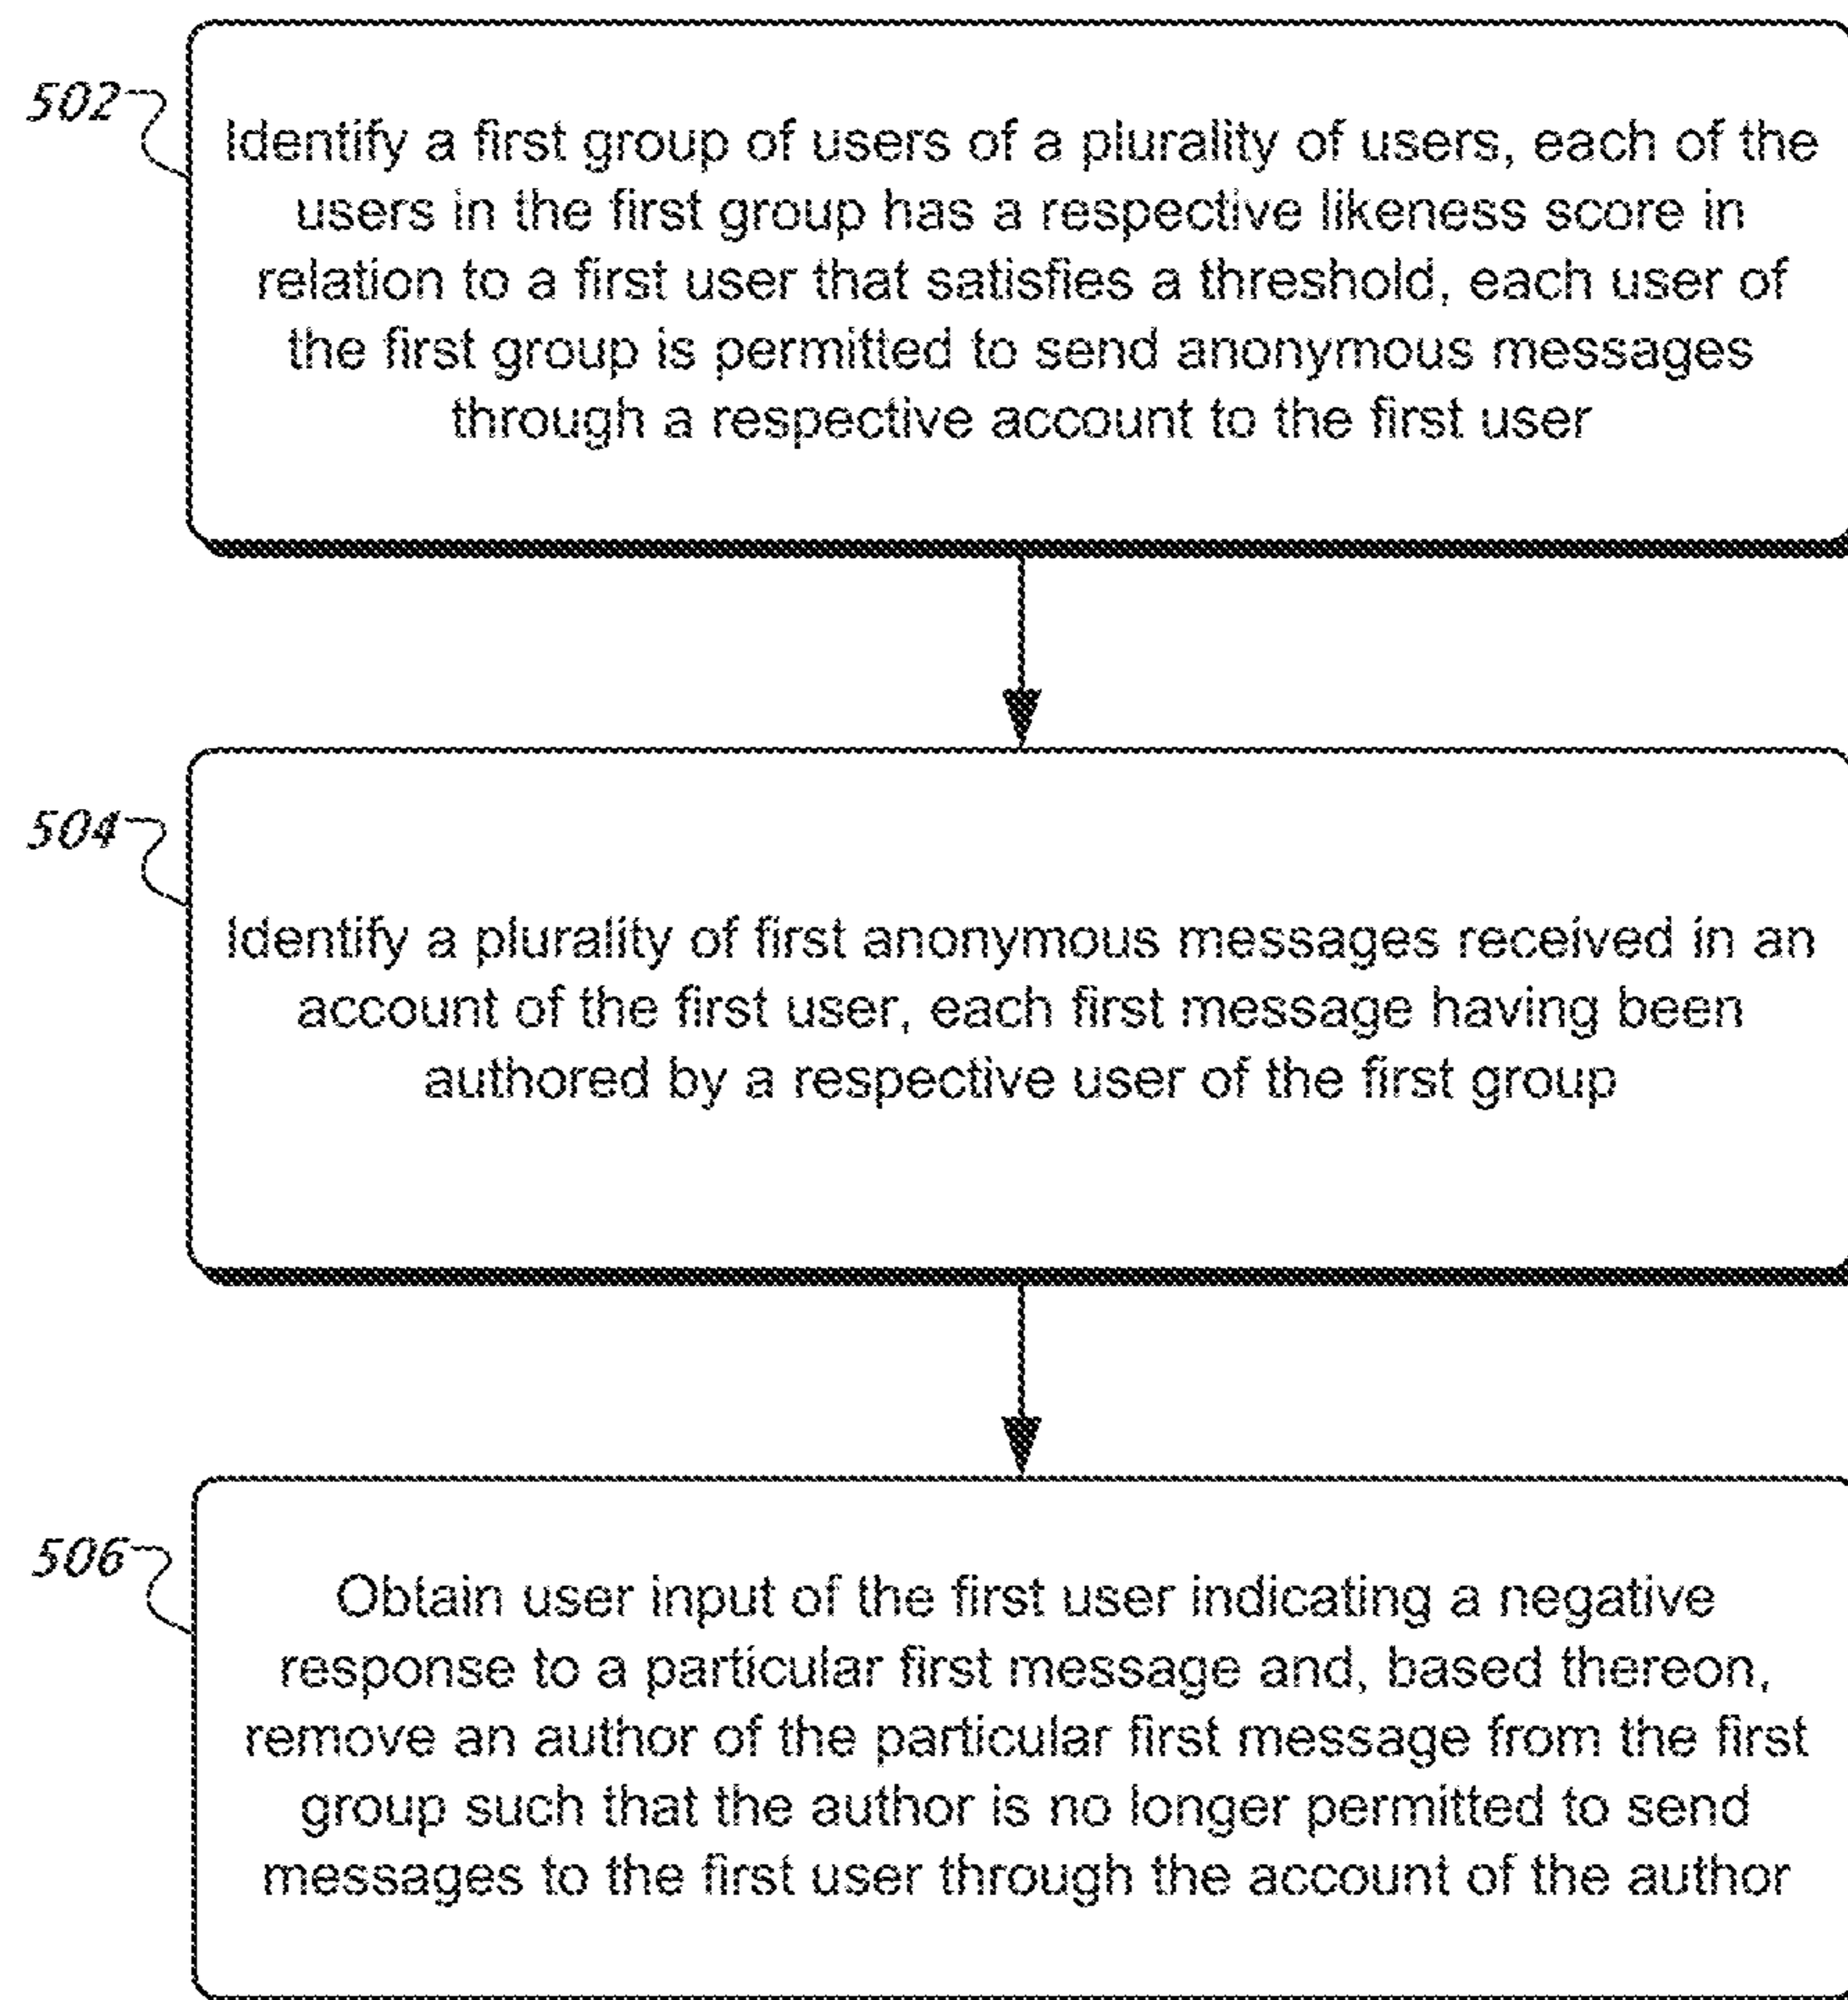 502
Identify a first group of users of a plurality of users, each of the
users in the first group has a respective likeness score in
relation to a first user that satisfies a threshold, each user of
the first group is permitted to send anonymous messages
through a respective account to the first user
504
Identify a plurality of first anonymous messages received in an
account of the first user, each first message having been
authored by a respective user of the first group
506
Obtain user input of the first user indicating a negative
response to a particular first message and, based thereon,
remove an author of the particular first message from the first
group such that the author is no longer permitted to send
messages to the first user through the account of the author